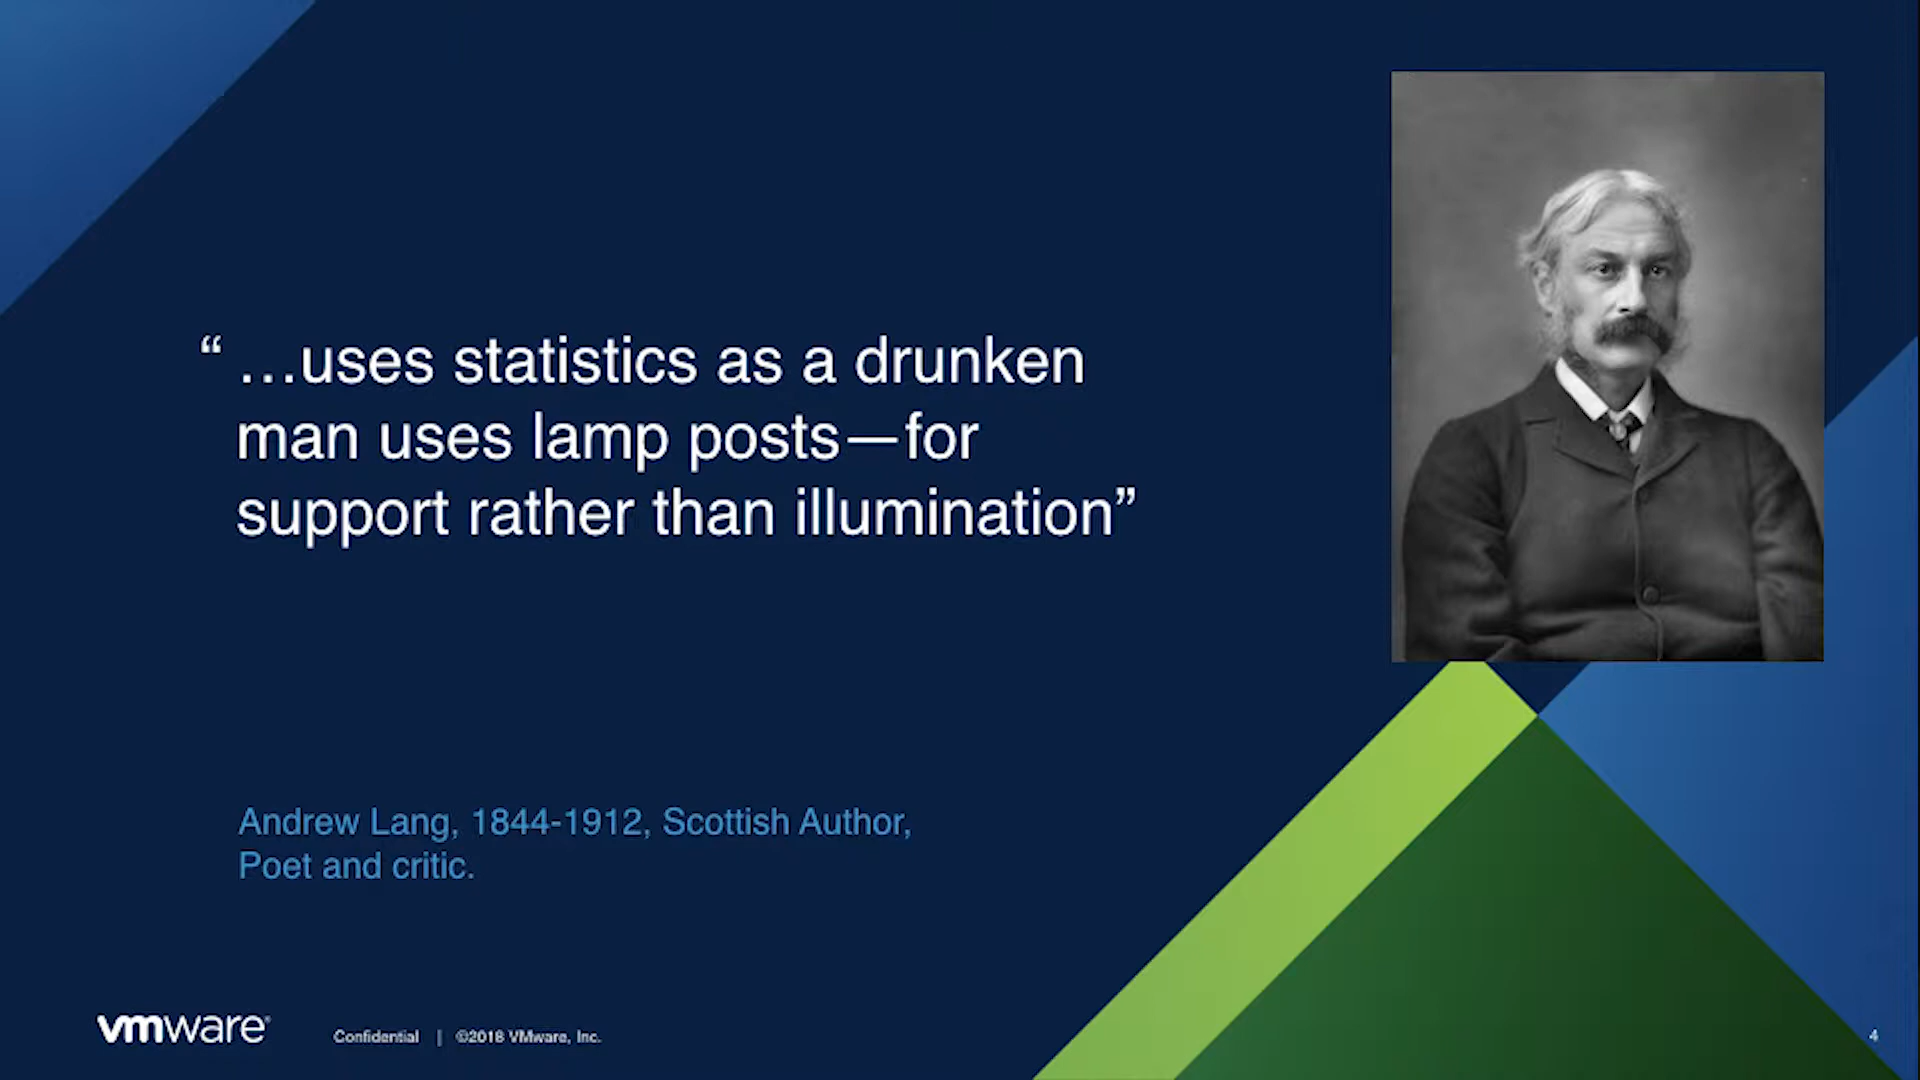 “ …uses statistics as a drunken
man uses lamp posts—for
support rather than illumination”
Andrew Lang, 1844-1912, Scottish Author,
Poet and critic.
vmware®
Confidential | ©2018 VMware, Inc.
4